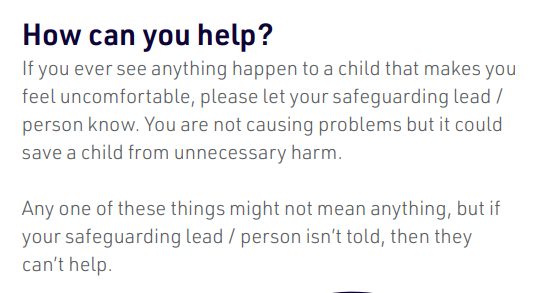 How can you help?
If you ever see anything happen to a child that makes you
feel uncomfortable, please let your safeguarding lead /
person know. You are not causing problems but it could
save a child from unnecessary harm.
Any one of these things might not mean anything, but if
your safeguarding lead / person isn’t told, then they
can’t help.